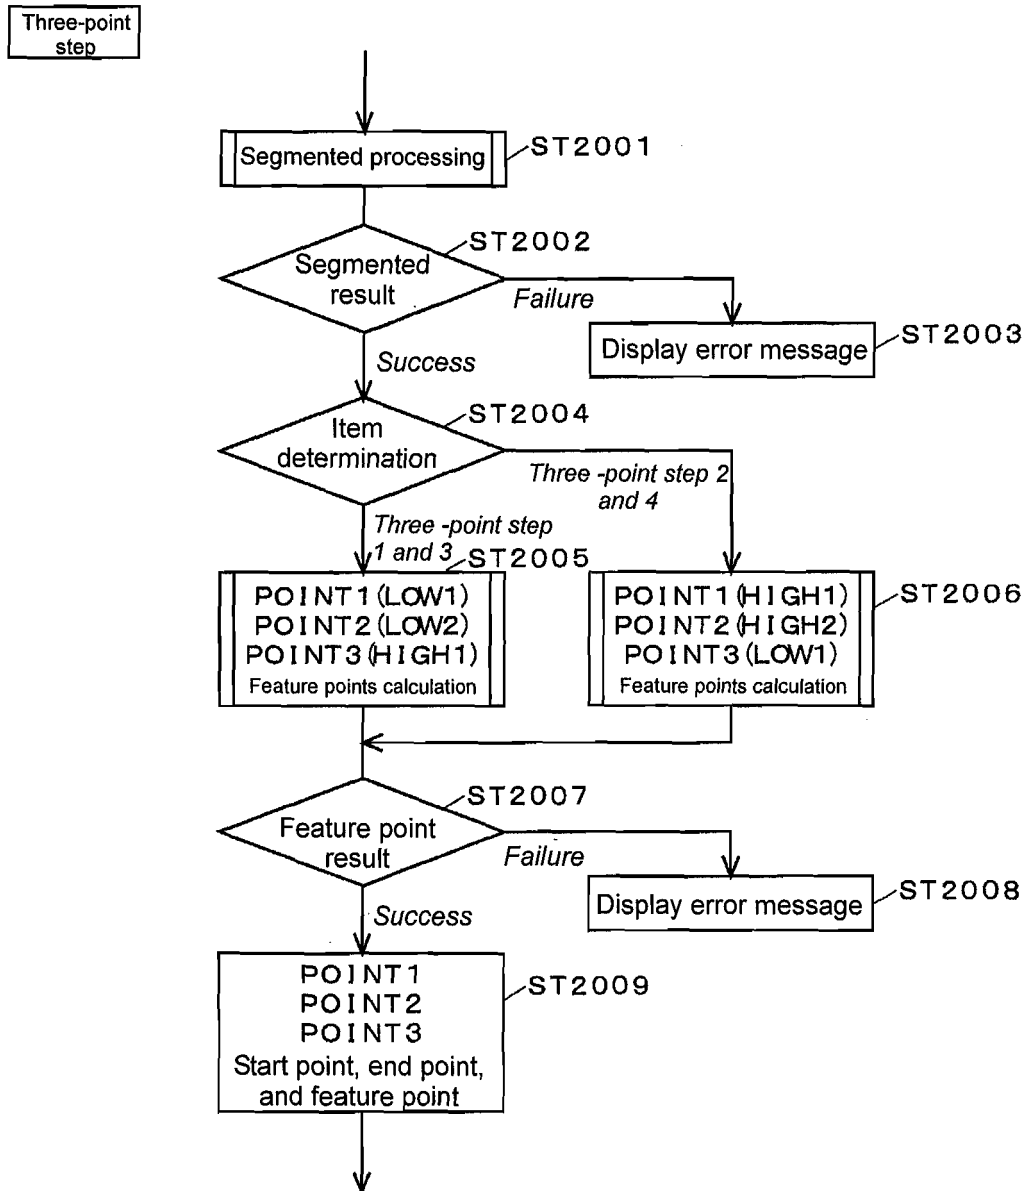 Three-point
step
Segmented processing
ST2001
Segmented
result
ST2002
Failure
Display error message
ST2003
Success
Item
determination
ST2004
Three -point step 2
and 4
Three -point step
1 and 3
ST2005
POINT1(LOW1)
POINT2(LOW2)
POINT3(HIGH1)
Feature points calculation
POINT1(HIGH1)
POINT2(HIGH2)
POINT3(LOW1)
Feature points calculation
ST2006
Feature point
result
ST2007
Failure
Display error message
ST2008
Success
POINT1
POINT2
POINT3
Start point, end point,
and feature point
ST2009